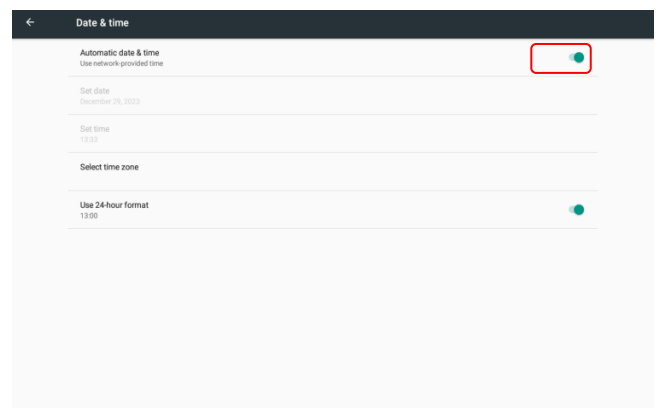 Date & time
Automatic date & time
Use network-provided time
Set date
December 29, 2023
Set time
13:33
Select time zone
Use 24-hour format
13:00